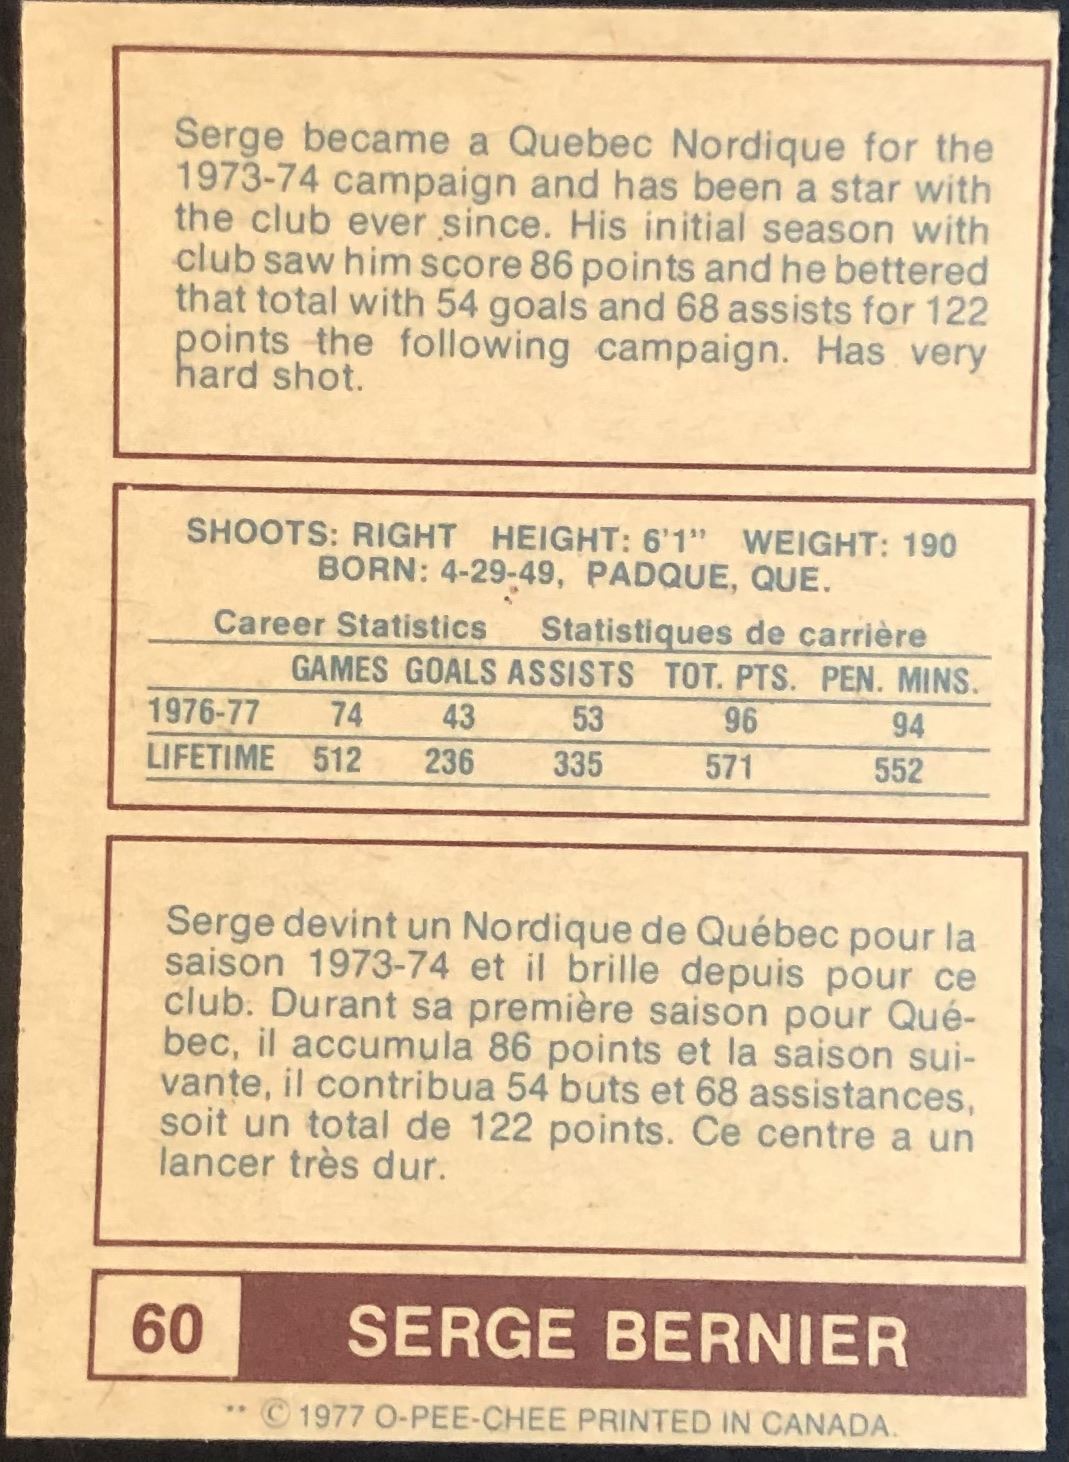 Serge became a Quebec Nordique for the
1973-74 campaign and has been a star with
the club ever since. His initial season with
club saw him score 86 points and he bettered
that total with 54 goals and 68 assists for 122
points the following campaign. Has very
hard shot.
SHOOTS: RIGHT HEIGHT: 6'1" WEIGHT: 190
BORN: 4-29-49, PADQUE, QUE.
Career Statistics Statistiques de carrière
GAMES GOALS ASSISTS TOT. PTS. PEN. MINS.
1976-77 74 43 53 96 94
LIFETIME 512 236 335 571 552
Serge devint un Nordique de Québec pour la
saison 1973-74 et il brille depuis pour ce
club. Durant sa première saison pour Qué-
bec, il accumula 86 points et la saison sui-
vante, il contribua 54 buts et 68 assistances,
soit un total de 122 points. Ce centre a un
lancer très dur.
60 SERGE BERNIER
** © 1977 O-PEE-CHEE PRINTED IN CANADA.